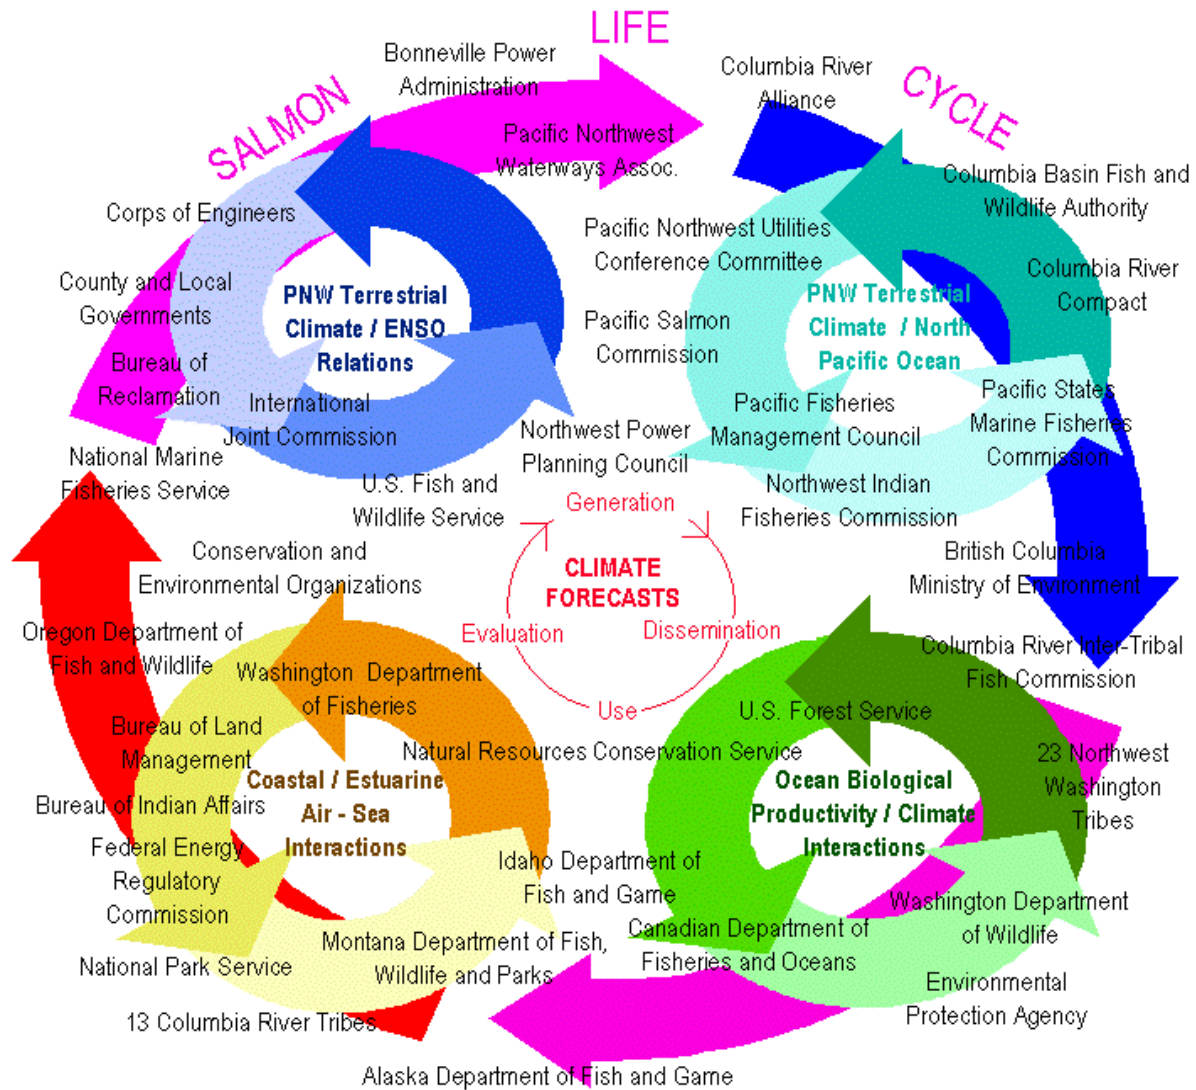 LIFE
SALMON
CYCLE
Bonneville Power
Administration
Columbia River
Alliance
Pacific Northwest
Waterways Assoc.
Columbia Basin Fish and
Wildlife Authority
Corps of Engineers
Pacific Northwest Utilities
Conference Committee
County and Local
Governments
Columbia River
Compact
PNW Terrestrial
Climate / ENSO
Relations
PNW Terrestrial
Climate / North
Pacific Ocean
Pacific Salmon
Commission
Bureau of
Reclamation
International
Joint Commission
Pacific Fisheries
Management Council
Pacific States
Marine Fisheries
Commission
Northwest Power
Planning Council
National Marine
Fisheries Service
U.S. Fish and
Wildlife Service
Northwest Indian
Fisheries Commission
Generation
CLIMATE
FORECASTS
Evaluation
Dissemination
Use
Conservation and
Environmental Organizations
British Columbia
Ministry of Environment
Oregon Department of
Fish and Wildlife
Columbia River Inter-Tribal
Fish Commission
Washington Department
of Fisheries
U.S. Forest Service
Bureau of Land
Management
Natural Resources Conservation Service
23 Northwest
Washington
Tribes
Coastal / Estuarine
Air - Sea
Interactions
Ocean Biological
Productivity / Climate
Interactions
Bureau of Indian Affairs
Federal Energy
Regulatory
Commission
Idaho Department of
Fish and Game
Washington Department
of Wildlife
Canadian Department of
Fisheries and Oceans
Montana Department of Fish,
Wildlife and Parks
National Park Service
Environmental
Protection Agency
13 Columbia River Tribes
Alaska Department of Fish and Game